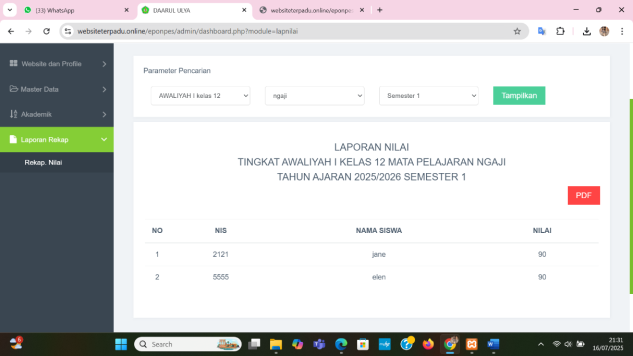 (33) WhatsApp
DAARUL ULYA
websiteterpadu.online/eponpes
websiteterpadu.online/eponpes/admin/dashboard.php?module=lapnilai
Website dan Profile
Master Data
Akademik
Laporan Rekap
Rekap. Nilai
Parameter Pencarian
AWALIYAH I kelas 12
ngaji
Semester 1
Tampilkan
LAPORAN NILAI
TINGKAT AWALIYAH I KELAS 12 MATA PELAJARAN NGAJI
TAHUN AJARAN 2025/2026 SEMESTER 1
PDF
NO NIS NAMA SISWA NILAI
1 2121 jene 90
2 5555 elen 90
Search
21:31
16/07/2025